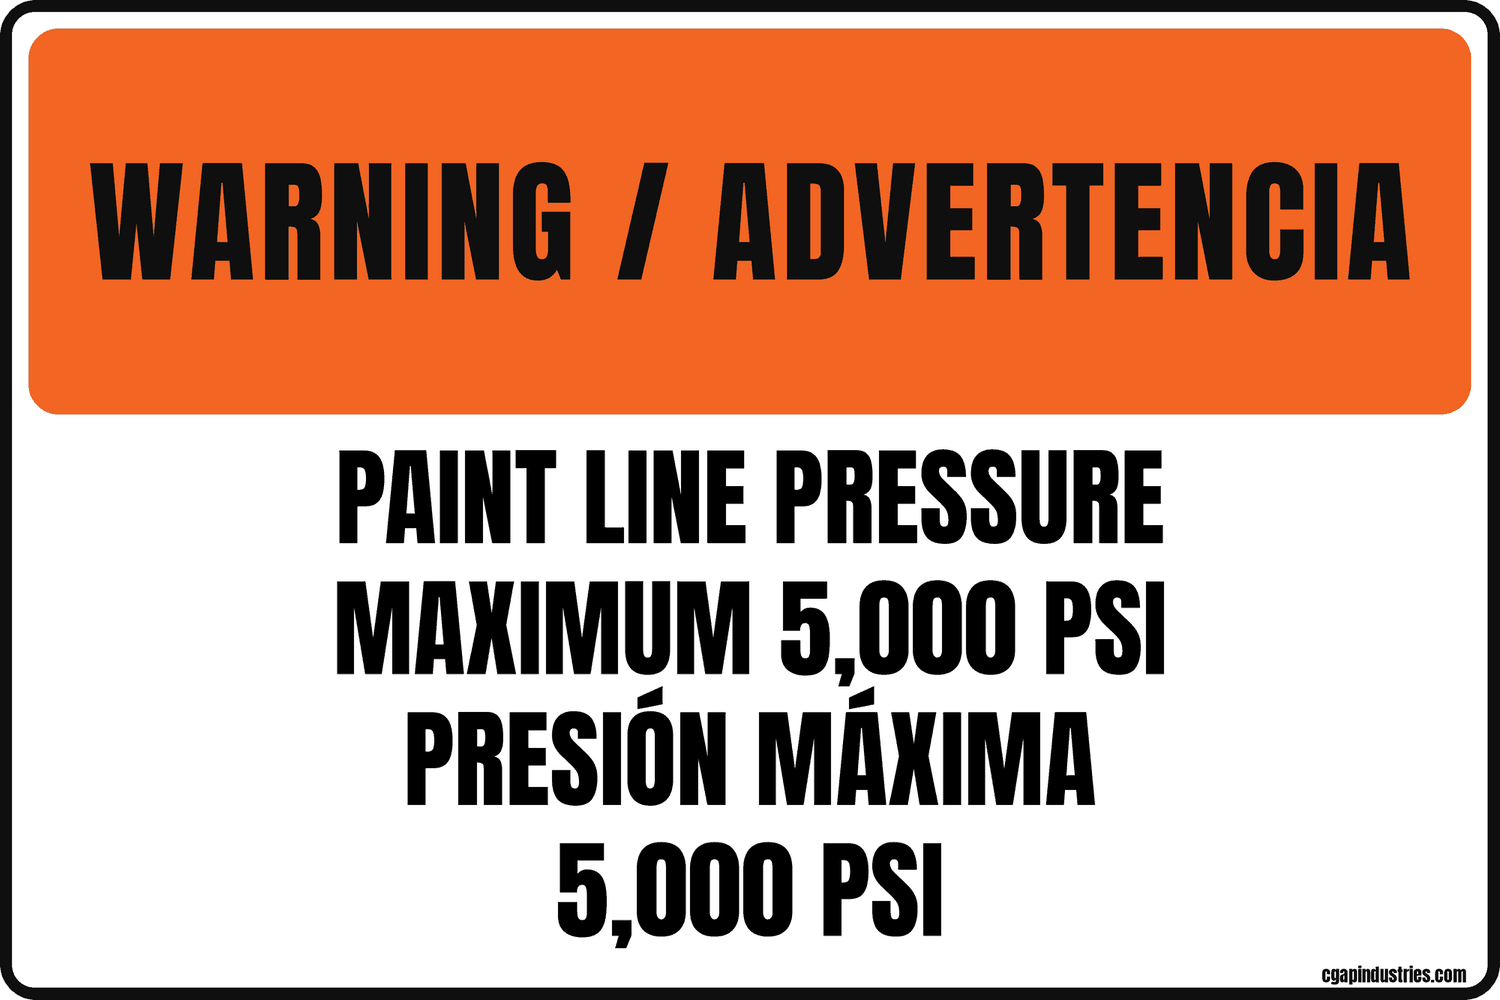 WARNING / ADVERTENCIA
PAINT LINE PRESSURE
MAXIMUM 5,000 PSI
PRESIÓN MÁXIMA
5,000 PSI
cgapindustries.com